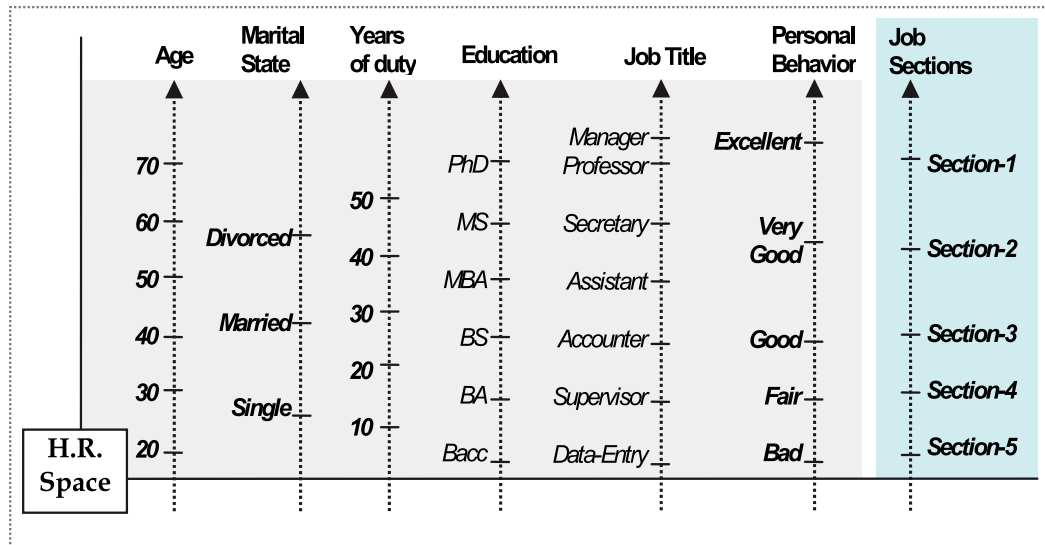 Age
Marital
State
Years
of duty
Education
Job Title
Personal
Behavior
Job
Sections
70
60
50
40
30
20
Divorced
Married
Single
50
40
30
20
10
PhD
MS
MBA
BS
BA
Bacc
Manager
Professor
Secretary
Assistant
Accounter
Supervisor
Data-Entry
Excellent
Very
Good
Good
Fair
Bad
Section-1
Section-2
Section-3
Section-4
Section-5
H.R.
Space